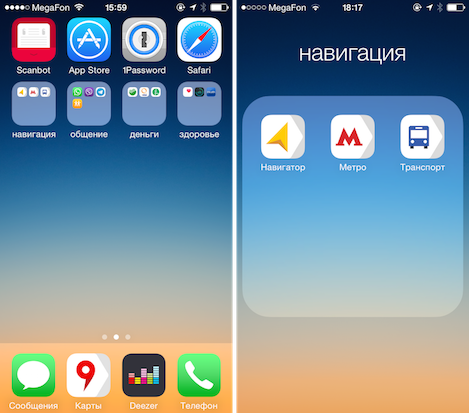 MegaFon 15:59
Scanbot App Store 1Password Safari
навигация общение деньги здоровье
Сообщения Карты Deezer Телефон
MegaFon 18:17
навигация
Навигатор Метро Транспорт